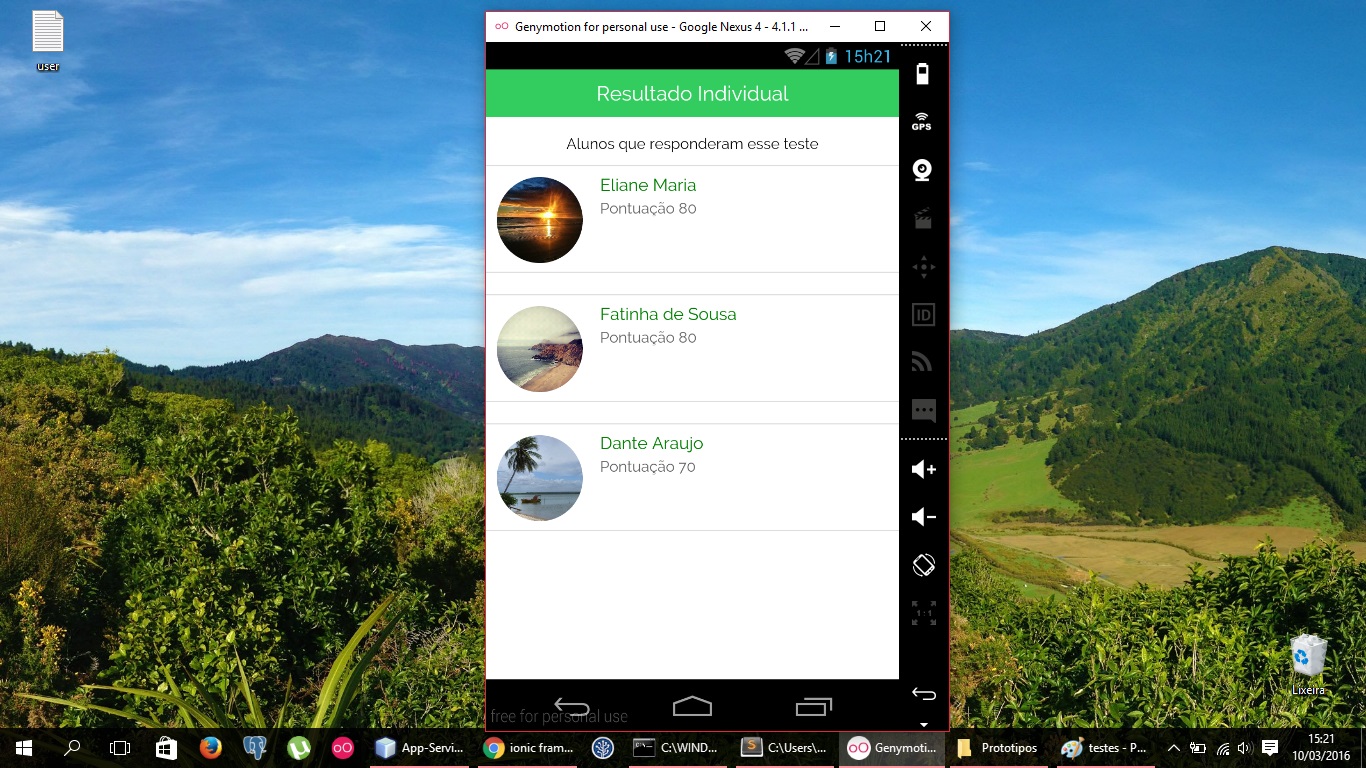 user
Genymotion for personal use - Google Nexus 4 - 4.1.1 ...
15h21
Resultado Individual
Alunos que responderam esse teste
Eliane Maria
Pontuação 80
Fatinha de Sousa
Pontuação 80
Dante Araujo
Pontuação 70
GPS
ID
1:1
free for personal use
Lixeira
App-Servi...
ionic fram...
C:\WIND...
C:\Users\...
Genymoti...
Prototipos
testes - P...
15:21
10/03/2016